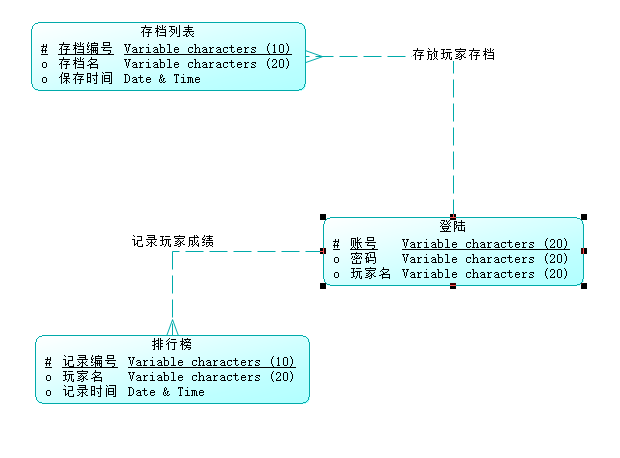 存档列表
# 存档编号 Variable characters (10)
o 存档名 Variable characters (20)
o 保存时间 Date & Time
存放玩家存档
登陆
# 账号 Variable characters (20)
o 密码 Variable characters (20)
o 玩家名 Variable characters (20)
记录玩家成绩
排行榜
# 记录编号 Variable characters (10)
o 玩家名 Variable characters (20)
o 记录时间 Date & Time